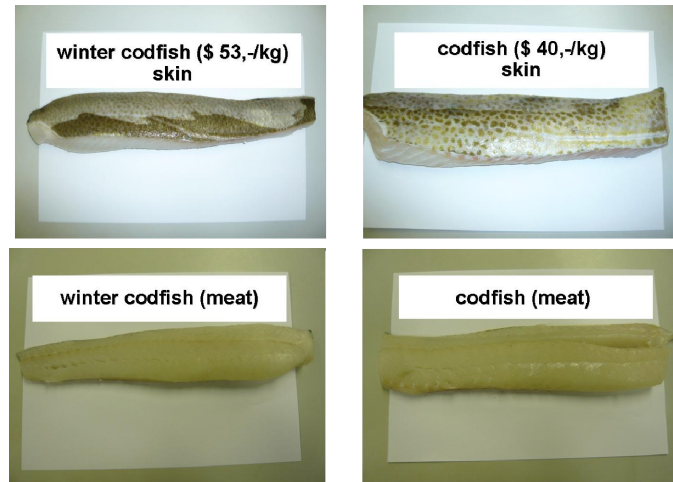 winter codfish ($ 53,-/kg)
skin
codfish ($ 40,-/kg)
skin
winter codfish (meat)
codfish (meat)